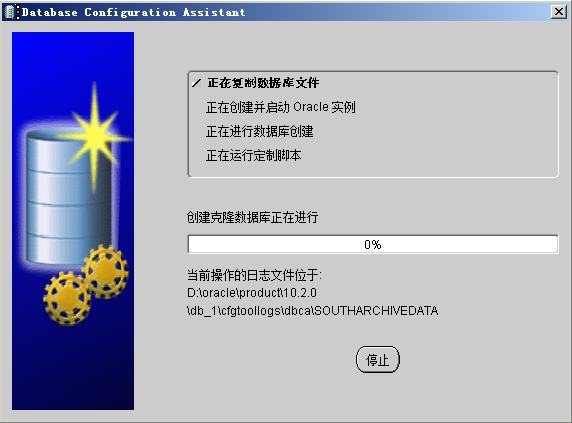 Database Configuration Assistant
正在复制数据库文件
正在创建并启动 Oracle 实例
正在进行数据库创建
正在运行定制脚本
创建克隆数据库正在进行
0%
当前操作的日志文件位于:
D:\oracle\product\10.2.0
\db_1\cfgtoollogs\dbca\SOUTHARCHIVEDATA
停止